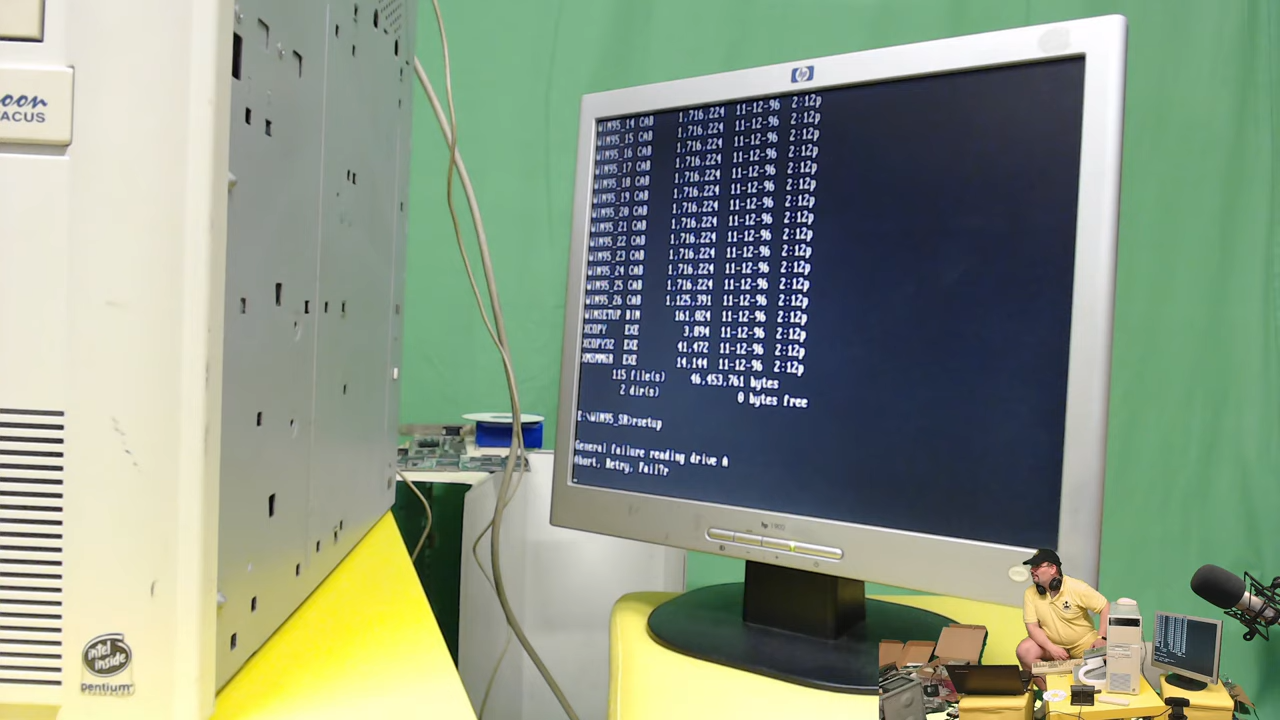 oon
ACUS
intel
inside
pentium
hp
WIN95_14 CAB 1,716,224 11-12-96 2:12p
WIN95_15 CAB 1,716,224 11-12-96 2:12p
WIN95_16 CAB 1,716,224 11-12-96 2:12p
WIN95_17 CAB 1,716,224 11-12-96 2:12p
WIN95_18 CAB 1,716,224 11-12-96 2:12p
WIN95_19 CAB 1,716,224 11-12-96 2:12p
WIN95_20 CAB 1,716,224 11-12-96 2:12p
WIN95_21 CAB 1,716,224 11-12-96 2:12p
WIN95_22 CAB 1,716,224 11-12-96 2:12p
WIN95_23 CAB 1,716,224 11-12-96 2:12p
WIN95_24 CAB 1,716,224 11-12-96 2:12p
WIN95_25 CAB 1,716,224 11-12-96 2:12p
WIN95_26 CAB 1,125,391 11-12-96 2:12p
WINSETUP BIN 161,024 11-12-96 2:12p
XCOPY EXE 3,894 11-12-96 2:12p
XCOPY32 EXE 41,472 11-12-96 2:12p
XMSMMGR EXE 14,144 11-12-96 2:12p
115 file(s) 46,453,761 bytes
2 dir(s) 0 bytes free
E:\WIN95_SR>rsetup
General failure reading drive A
Abort, Retry, Fail?r
hp